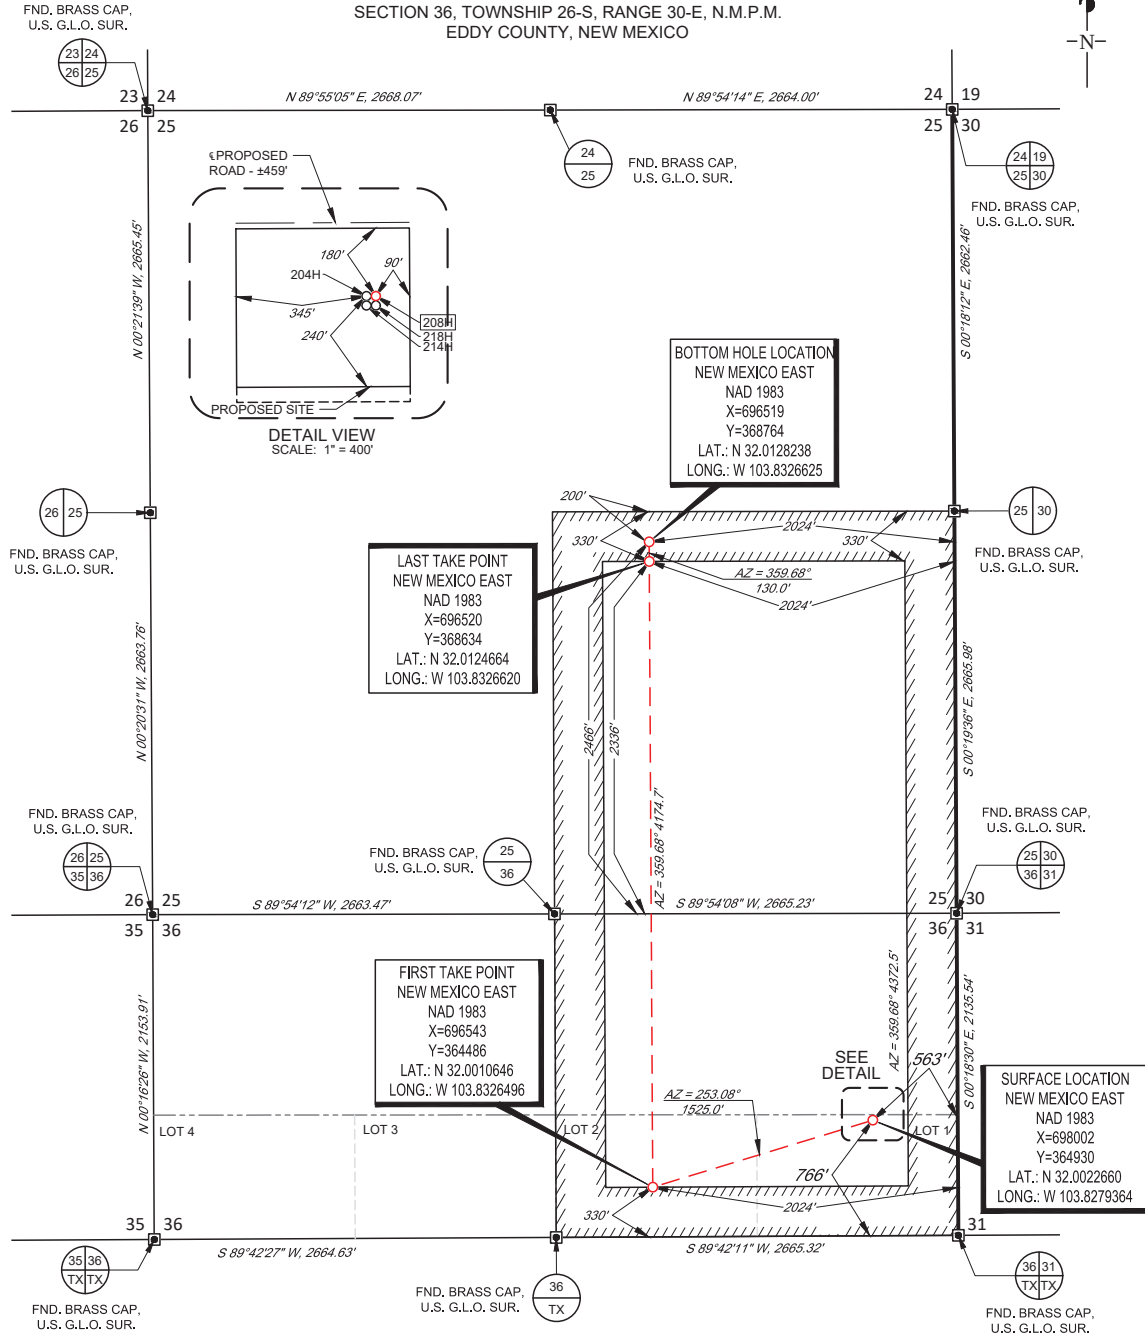 SECTION 36, TOWNSHIP 26-S, RANGE 30-E, N.M.P.M.
EDDY COUNTY, NEW MEXICO
N
FND. BRASS CAP,
U.S. G.L.O. SUR.
23 24
26 25
23 24
26 25
N 89°55'05" E, 2668.07'
N 89°54'14" E, 2664.00'
24 19
25 30
24
25
FND. BRASS CAP,
U.S. G.L.O. SUR.
24 19
25 30
FND. BRASS CAP,
U.S. G.L.O. SUR.
℄PROPOSED
ROAD - ±459'
180'
90'
204H
345'
240'
208H
218H
214H
PROPOSED SITE
DETAIL VIEW
SCALE: 1" = 400'
N 00°21'39" W, 2665.45'
S 00°18'12" E, 2662.46'
BOTTOM HOLE LOCATION
NEW MEXICO EAST
NAD 1983
X=696519
Y=368764
LAT.: N 32.0128238
LONG.: W 103.8326625
26 25
FND. BRASS CAP,
U.S. G.L.O. SUR.
25 30
FND. BRASS CAP,
U.S. G.L.O. SUR.
200'
2024'
330'
330'
AZ = 359.68°
130.0'
2024'
LAST TAKE POINT
NEW MEXICO EAST
NAD 1983
X=696520
Y=368634
LAT.: N 32.0124664
LONG.: W 103.8326620
N 00°20'31" W, 2663.76'
2466'
2336'
AZ = 359.68° 4174.7'
S 00°19'36" E, 2665.98'
FND. BRASS CAP,
U.S. G.L.O. SUR.
26 25
35 36
FND. BRASS CAP,
U.S. G.L.O. SUR.
25
36
FND. BRASS CAP,
U.S. G.L.O. SUR.
25 30
36 31
26 25
35 36
S 89°54'12" W, 2663.47'
S 89°54'08" W, 2665.23'
25 30
36 31
FIRST TAKE POINT
NEW MEXICO EAST
NAD 1983
X=696543
Y=364486
LAT.: N 32.0010646
LONG.: W 103.8326496
N 00°16'26" W, 2153.91'
AZ = 359.68° 4372.5'
S 00°18'30" E, 2135.54'
SEE
DETAIL
563'
AZ = 253.08°
1525.0'
SURFACE LOCATION
NEW MEXICO EAST
NAD 1983
X=698002
Y=364930
LAT.: N 32.0022660
LONG.: W 103.8279364
LOT 4
LOT 3
LOT 2
LOT 1
766'
2024'
330'
35 36
31
S 89°42'27" W, 2664.63'
S 89°42'11" W, 2665.32'
35 36
TX TX
FND. BRASS CAP,
U.S. G.L.O. SUR.
FND. BRASS CAP,
U.S. G.L.O. SUR.
36
TX
36 31
TX TX
FND. BRASS CAP,
U.S. G.L.O. SUR.